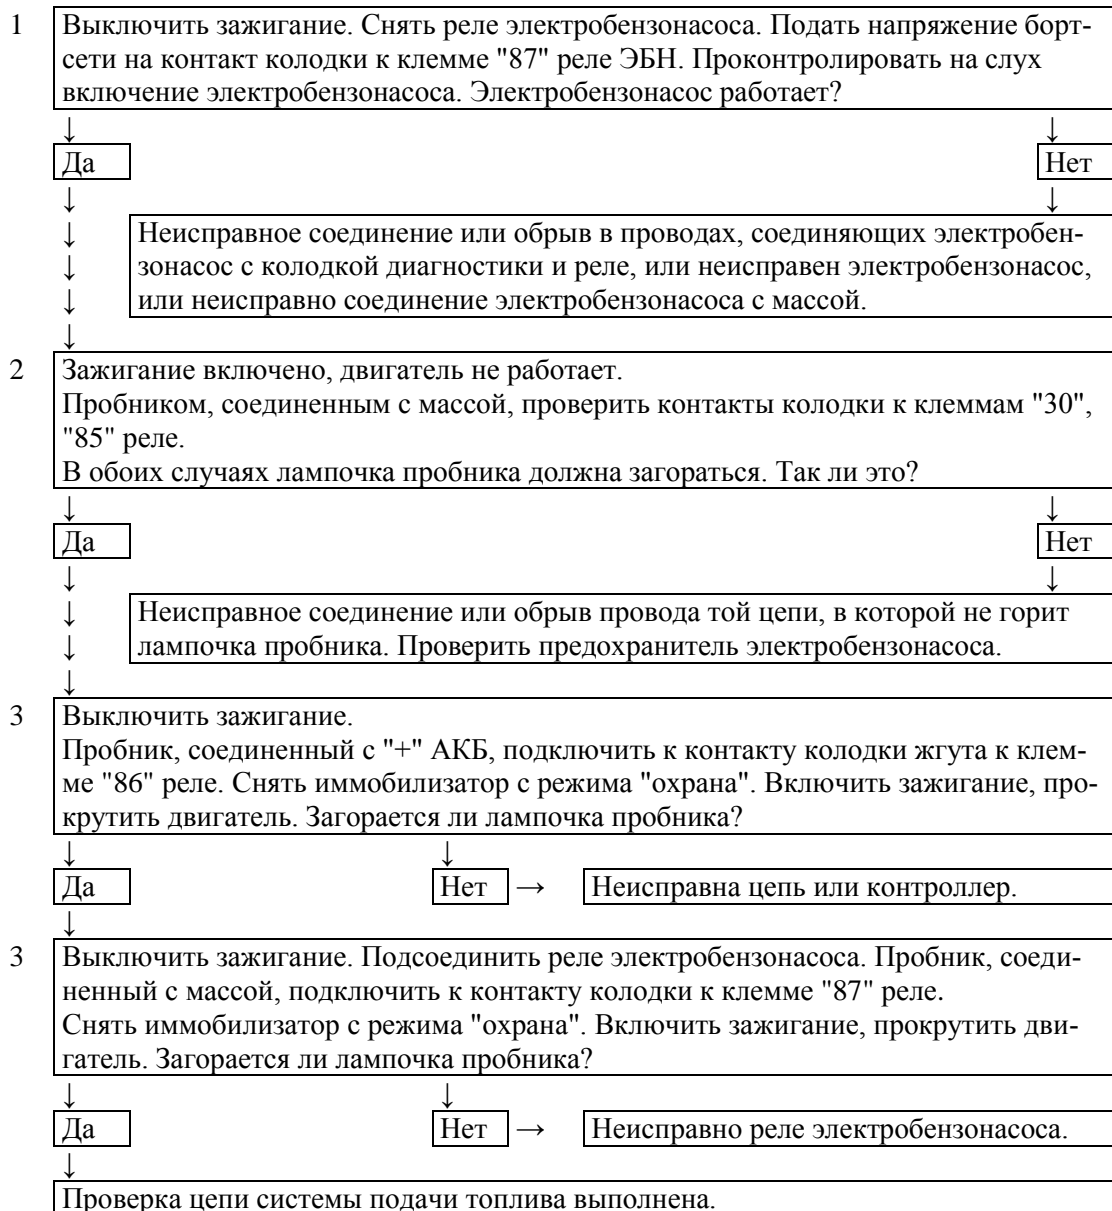 1 Выключить зажигание. Снять реле электробензонасоса. Подать напряжение борт-
сети на контакт колодки к клемме "87" реле ЭБН. Проконтролировать на слух
включение электробензонасоса. Электробензонасос работает?
↓ ↓
Да Нет
↓ ↓
↓ Неисправное соединение или обрыв в проводах, соединяющих электробен-
↓ зонасос с колодкой диагностики и реле, или неисправен электробензонасос,
↓ или неисправно соединение электробензонасоса с массой.
↓
2 Зажигание включено, двигатель не работает.
Пробником, соединенным с массой, проверить контакты колодки к клеммам "30",
"85" реле.
В обоих случаях лампочка пробника должна загораться. Так ли это?
↓ ↓
Да Нет
↓ ↓
↓ Неисправное соединение или обрыв провода той цепи, в которой не горит
↓ лампочка пробника. Проверить предохранитель электробензонасоса.
↓
3 Выключить зажигание.
Пробник, соединенный с "+" АКБ, подключить к контакту колодки жгута к клем-
ме "86" реле. Снять иммобилизатор с режима "охрана". Включить зажигание, про-
крутить двигатель. Загорается ли лампочка пробника?
↓ ↓
Да Нет → Неисправна цепь или контроллер.
↓
3 Выключить зажигание. Подсоединить реле электробензонасоса. Пробник, соеди-
ненный с массой, подключить к контакту колодки к клемме "87" реле.
Снять иммобилизатор с режима "охрана". Включить зажигание, прокрутить дви-
гатель. Загорается ли лампочка пробника?
↓ ↓
Да Нет → Неисправно реле электробензонасоса.
↓
Проверка цепи системы подачи топлива выполнена.